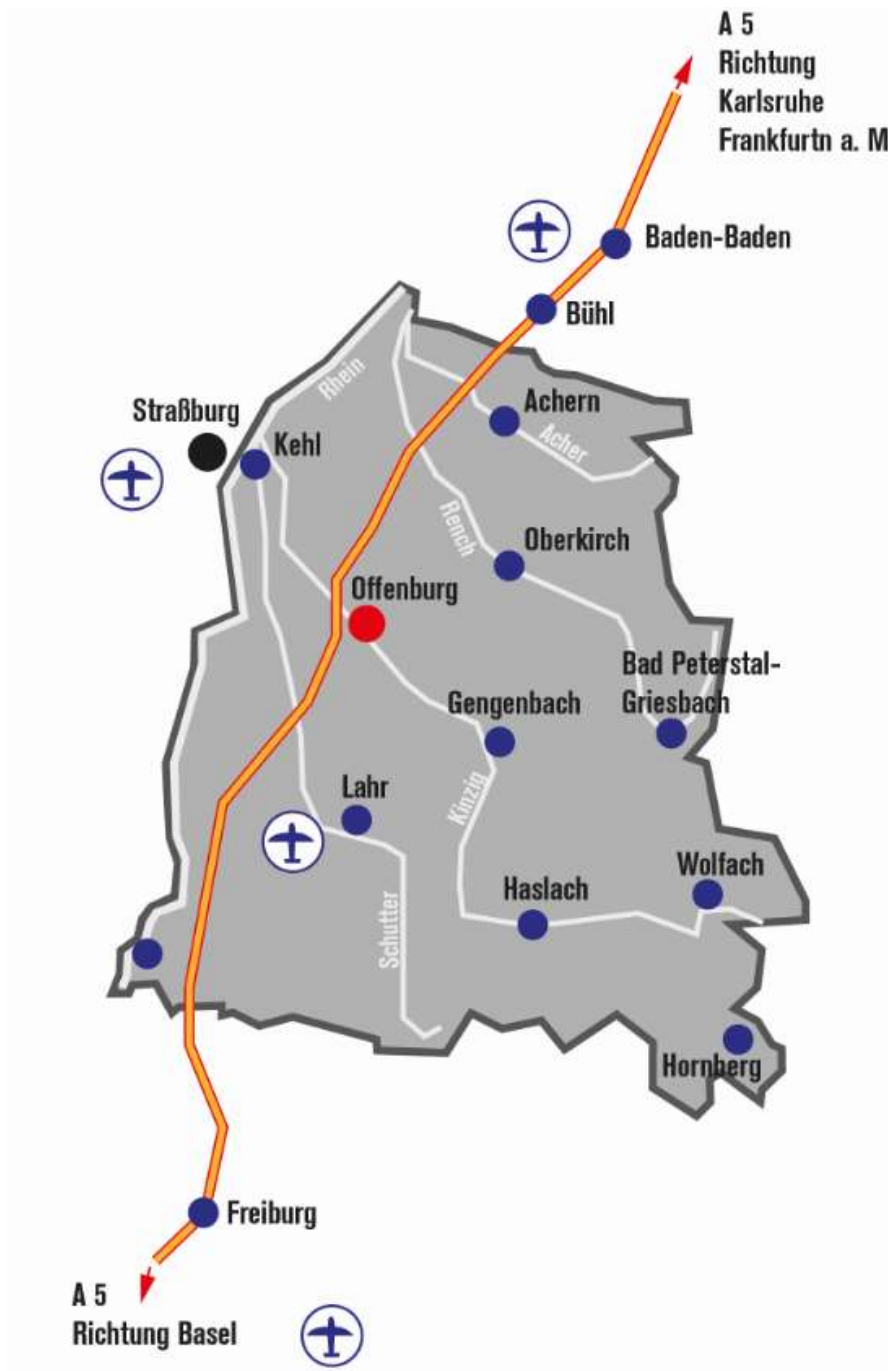 A 5
Richtung
Karlsruhe
Frankfurtn a. M
Baden-Baden
Bühl
Rhein
Achern
Straßburg
Kehl
Acher
Rench
Oberkirch
Offenburg
Bad Peterstal-
Griesbach
Gengenbach
Kinzig
Lahr
Wolfach
Haslach
Schutter
Hornberg
Freiburg
A 5
Richtung Basel